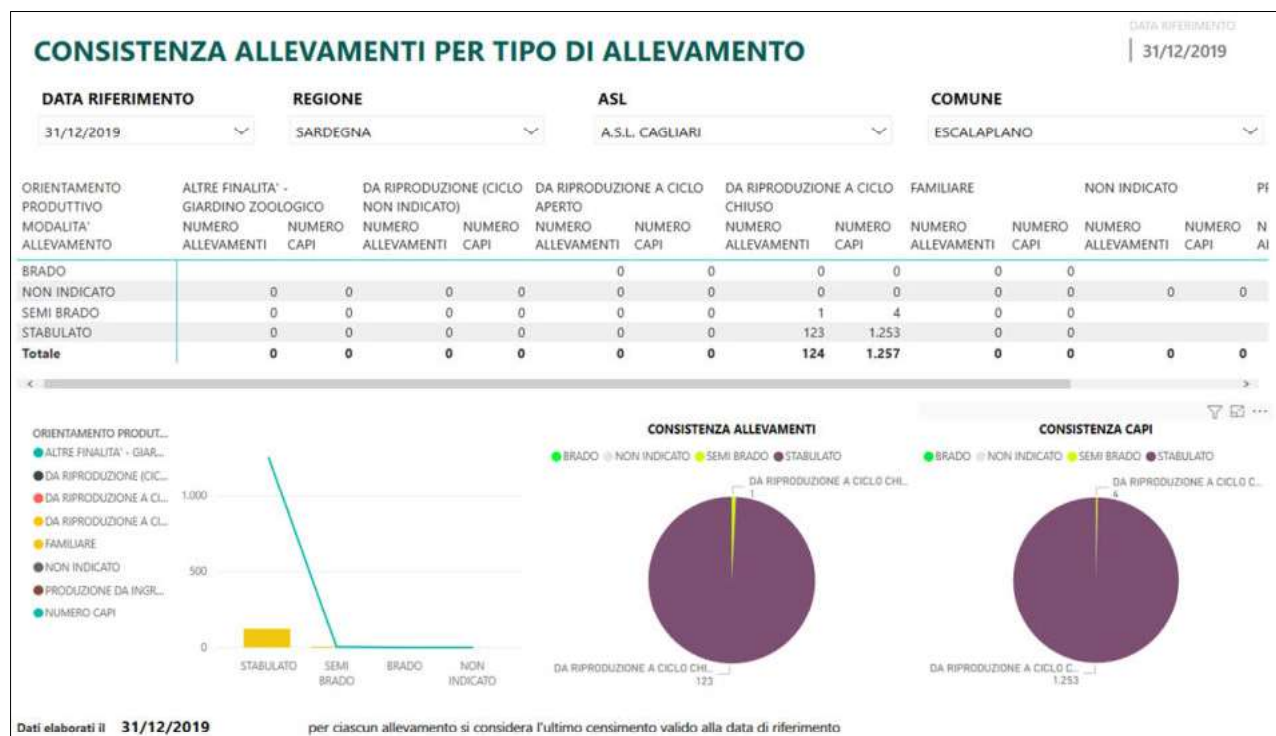 DATA RIFERIMENTO
CONSISTENZA ALLEVAMENTI PER TIPO DI ALLEVAMENTO
31/12/2019
DATA RIFERIMENTO REGIONE ASL COMUNE
31/12/2019 SARDEGNA A.S.L. CAGLIARI ESCALAPLANO
ORIENTAMENTO ALTRE FINALITA' - DA RIPRODUZIONE (CICLO DA RIPRODUZIONE A CICLO DA RIPRODUZIONE A CICLO FAMILIARE NON INDICATO
PRODUTTIVO GIARDINO ZOOLOGICO NON INDICATO) APERTO CHIUSO
MODALITA' NUMERO NUMERO NUMERO NUMERO NUMERO NUMERO NUMERO NUMERO NUMERO NUMERO NUMERO NUMERO
ALLEVAMENTO ALLEVAMENTI CAPI ALLEVAMENTI CAPI ALLEVAMENTI CAPI ALLEVAMENTI CAPI ALLEVAMENTI CAPI ALLEVAMENTI CAPI
BRADO 0 0 0 0 0 0
NON INDICATO 0 0 0 0 0 0 0 0 0 0 0 0
SEMI BRADO 0 0 0 0 0 0 1 4 0 0
STABULATO 0 0 0 0 0 0 123 1.253 0 0
Totale 0 0 0 0 0 0 124 1.257 0 0 0 0
ORIENTAMENTO PRODUT...
ALTRE FINALITA' - GIAR...
DA RIPRODUZIONE (CIC...
DA RIPRODUZIONE A CI...
DA RIPRODUZIONE A CI...
FAMILIARE
NON INDICATO
PRODUZIONE DA INGR...
NUMERO CAPI
1.000
500
0
STABULATO SEMI BRADO NON
BRADO INDICATO
CONSISTENZA ALLEVAMENTI
BRADO NON INDICATO SEMI BRADO STABULATO
DA RIPRODUZIONE A CICLO CHI...
1
DA RIPRODUZIONE A CICLO CHI...
123
CONSISTENZA CAPI
BRADO NON INDICATO SEMI BRADO STABULATO
DA RIPRODUZIONE A CICLO C...
4
DA RIPRODUZIONE A CICLO C...
1.253
Dati elaborati il 31/12/2019 per ciascun allevamento si considera l'ultimo censimento valido alla data di riferimento